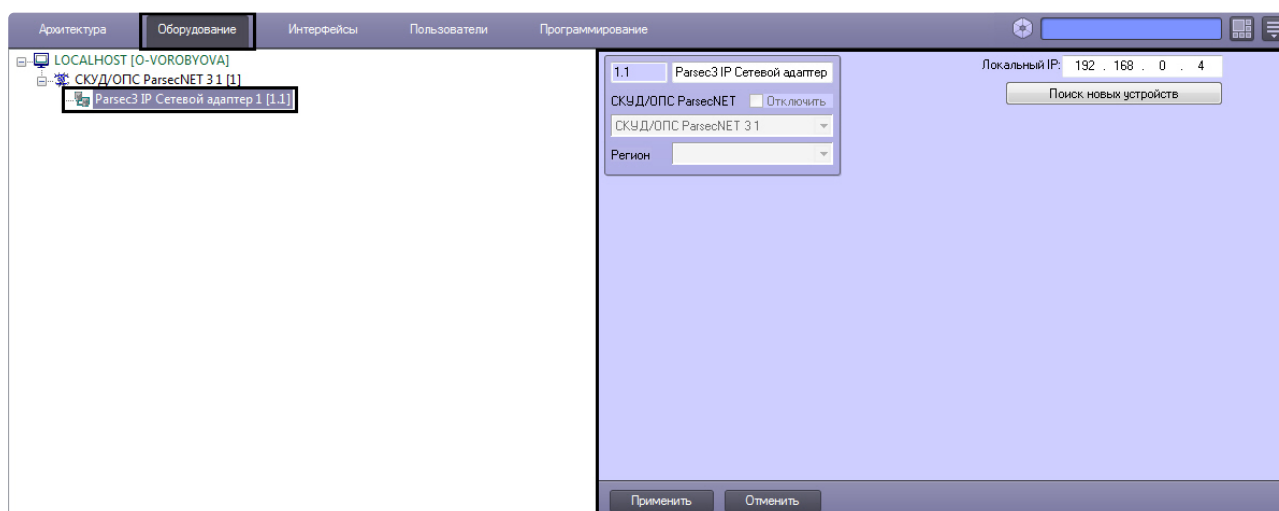 Архитектура Оборудование Интерфейсы Пользователи Программирование
LOCALHOST [O-VOROBYOVA]
СКУД/ОПС ParsecNET 3 1 [1]
Parsec3 IP Сетевой адаптер 1 [1.1]
1.1 Parsec3 IP Сетевой адаптер
СКУД/ОПС ParsecNET Отключить
СКУД/ОПС ParsecNET 3 1
Регион
Локальный IP: 192 . 168 . 0 . 4
Поиск новых устройств
Применить Отменить